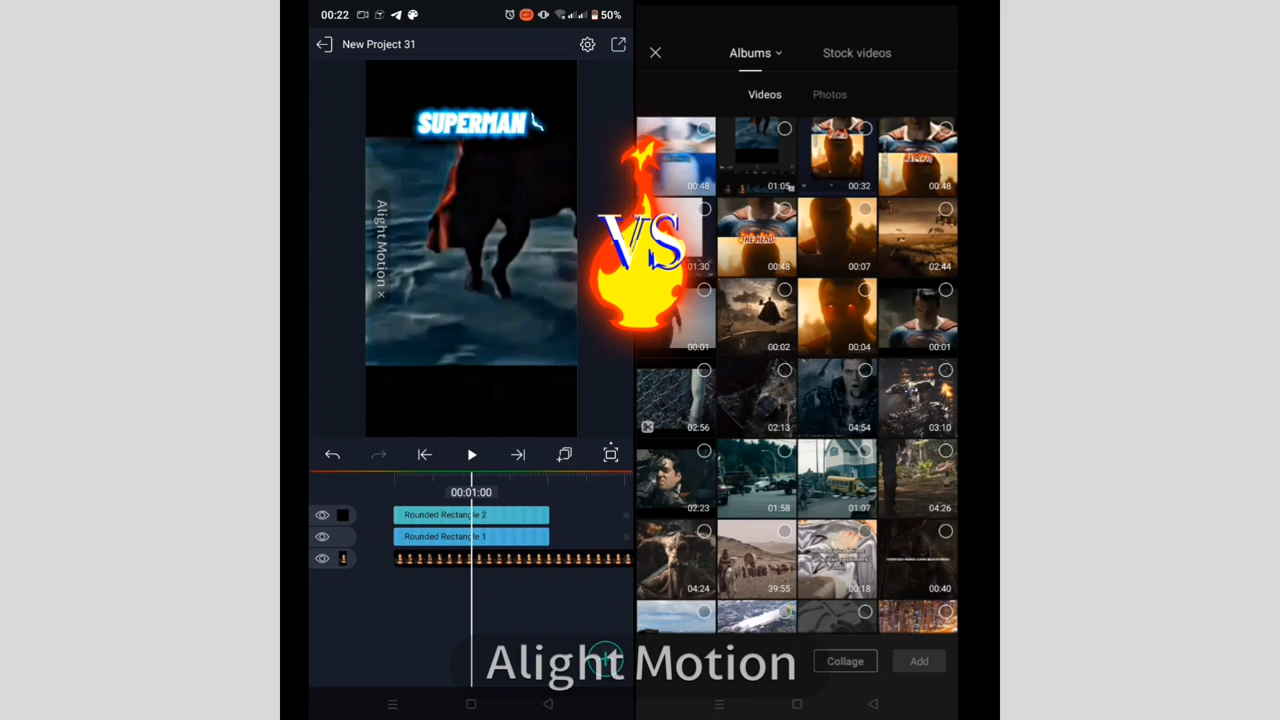 00:22
50%
New Project 31
SUPERMAN
Alight Motion ×
00:01:00
Rounded Rectangle 2
Rounded Rectangle 1
VS
Albums
Stock videos
Videos
Photos
00:48
01:05
00:32
00:48
01:30
00:48
00:07
02:44
00:01
00:02
00:04
00:01
02:56
02:13
04:54
03:10
02:23
01:58
01:07
04:26
04:24
39:55
00:18
00:40
Alight Motion
Collage
Add